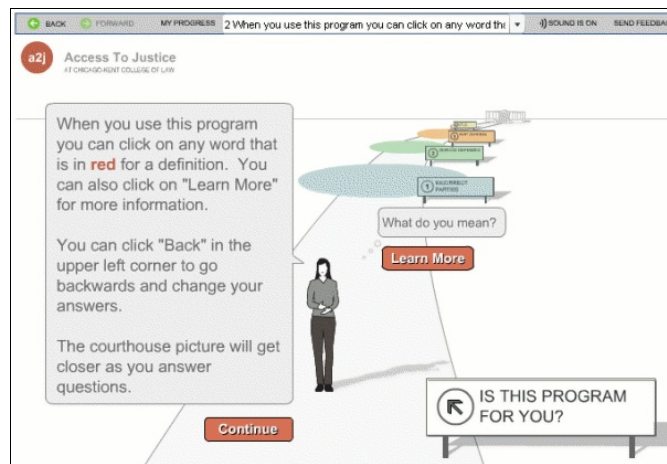 BACK FORWARD MY PROGRESS 2 When you use this program you can click on any word tha SOUND IS ON SEND FEEDBA
a2j Access To Justice
AT CHICAGO-KENT COLLEGE OF LAW
When you use this program
you can click on any word that
is in red for a definition. You
can also click on "Learn More"
for more information.
You can click "Back" in the
upper left corner to go
backwards and change your
answers.
The courthouse picture will get
closer as you answer
questions.
Continue
1 INCORRECT
PARTIES
What do you mean?
Learn More
IS THIS PROGRAM
FOR YOU?